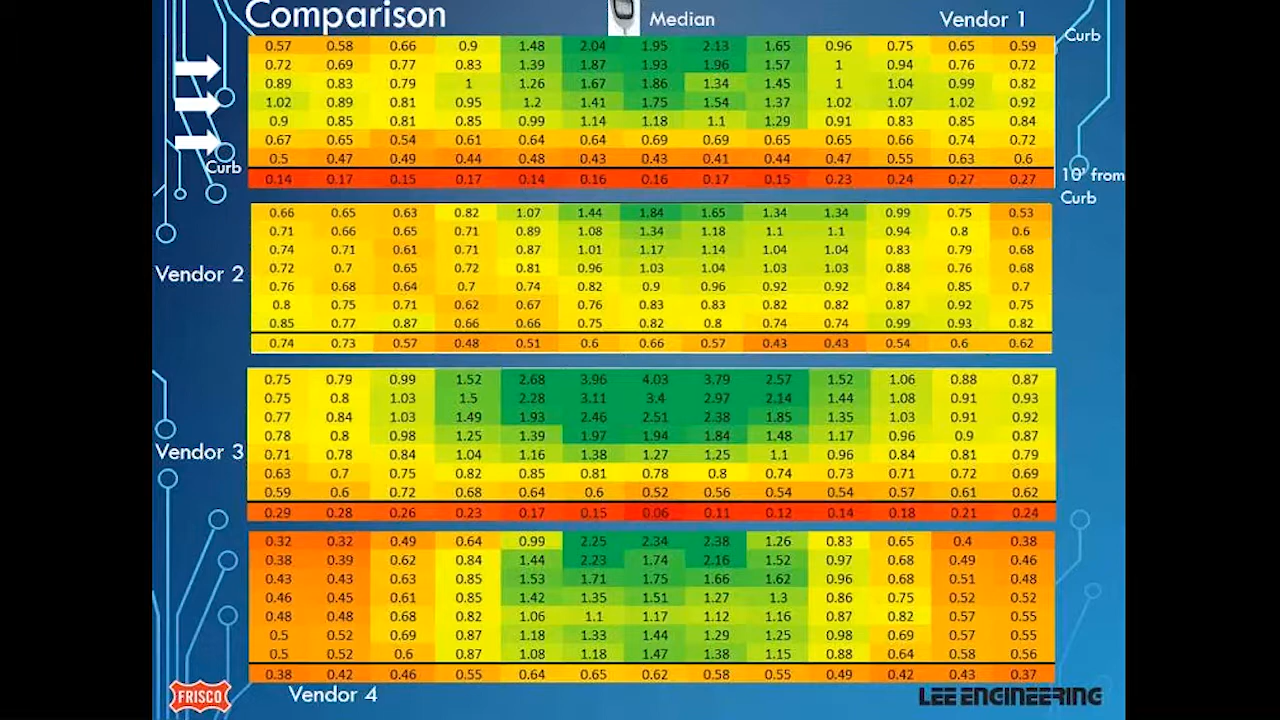 Comparison Median Vendor 1
Curb
0.57 0.58 0.66 0.9 1.48 2.04 1.95 2.13 1.65 0.96 0.75 0.65 0.59
0.72 0.69 0.77 0.83 1.39 1.87 1.93 1.96 1.57 1 0.94 0.76 0.72
0.89 0.83 0.79 1 1.26 1.67 1.86 1.34 1.45 1 1.04 0.99 0.82
1.02 0.89 0.81 0.95 1.2 1.41 1.75 1.54 1.37 1.02 1.07 1.02 0.92
0.9 0.85 0.81 0.85 0.99 1.14 1.18 1.1 1.29 0.91 0.83 0.85 0.84
0.67 0.65 0.54 0.61 0.64 0.64 0.69 0.69 0.65 0.65 0.66 0.74 0.72
0.5 0.47 0.49 0.44 0.48 0.43 0.43 0.41 0.44 0.47 0.55 0.63 0.6
Curb
0.14 0.17 0.15 0.17 0.14 0.16 0.16 0.17 0.15 0.23 0.24 0.27 0.27
10' from
Curb
0.66 0.65 0.63 0.82 1.07 1.44 1.84 1.65 1.34 1.34 0.99 0.75 0.53
0.71 0.66 0.65 0.71 0.89 1.08 1.34 1.18 1.1 1.1 0.94 0.8 0.6
0.74 0.71 0.61 0.71 0.87 1.01 1.17 1.14 1.04 1.04 0.83 0.79 0.68
Vendor 2
0.72 0.7 0.65 0.72 0.81 0.96 1.03 1.04 1.03 1.03 0.88 0.76 0.68
0.76 0.68 0.64 0.7 0.74 0.82 0.9 0.96 0.92 0.92 0.84 0.85 0.7
0.8 0.75 0.71 0.62 0.67 0.76 0.83 0.83 0.82 0.82 0.87 0.92 0.75
0.85 0.77 0.87 0.66 0.66 0.75 0.82 0.8 0.74 0.74 0.99 0.93 0.82
0.74 0.73 0.57 0.48 0.51 0.6 0.66 0.57 0.43 0.43 0.54 0.6 0.62
0.75 0.79 0.99 1.52 2.68 3.96 4.03 3.79 2.57 1.52 1.06 0.88 0.87
0.75 0.8 1.03 1.5 2.28 3.11 3.4 2.97 2.14 1.44 1.08 0.91 0.93
0.77 0.84 1.03 1.49 1.93 2.46 2.51 2.38 1.85 1.35 1.03 0.91 0.92
0.78 0.8 0.98 1.25 1.39 1.97 1.94 1.84 1.48 1.17 0.96 0.9 0.87
Vendor 3
0.71 0.78 0.84 1.04 1.16 1.38 1.27 1.25 1.1 0.96 0.84 0.81 0.79
0.63 0.7 0.75 0.82 0.85 0.81 0.78 0.8 0.74 0.73 0.71 0.72 0.69
0.59 0.6 0.72 0.68 0.64 0.6 0.52 0.56 0.54 0.54 0.57 0.61 0.62
0.29 0.28 0.26 0.23 0.17 0.15 0.06 0.11 0.12 0.14 0.18 0.21 0.24
0.32 0.32 0.49 0.64 0.99 2.25 2.34 2.38 1.26 0.83 0.65 0.4 0.38
0.38 0.39 0.62 0.84 1.44 2.23 1.74 2.16 1.52 0.97 0.68 0.49 0.46
0.43 0.43 0.63 0.85 1.53 1.71 1.75 1.66 1.62 0.96 0.68 0.51 0.48
0.46 0.45 0.61 0.85 1.42 1.35 1.51 1.27 1.3 0.86 0.75 0.52 0.52
0.48 0.48 0.68 0.82 1.06 1.1 1.17 1.12 1.16 0.87 0.82 0.57 0.55
0.5 0.52 0.69 0.87 1.18 1.33 1.44 1.29 1.25 0.98 0.69 0.57 0.55
0.5 0.52 0.6 0.87 1.08 1.18 1.47 1.38 1.15 0.88 0.64 0.58 0.56
0.38 0.42 0.46 0.55 0.64 0.65 0.62 0.58 0.55 0.49 0.42 0.43 0.37
FRISCO Vendor 4 LEE ENGINEERING